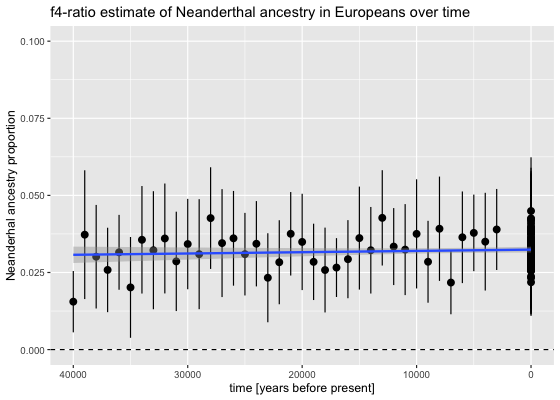 f4-ratio estimate of Neanderthal ancestry in Europeans over time
Neanderthal ancestry proportion
0.100
0.075
0.050
0.025
0.000
40000 30000 20000 10000 0
time [years before present]